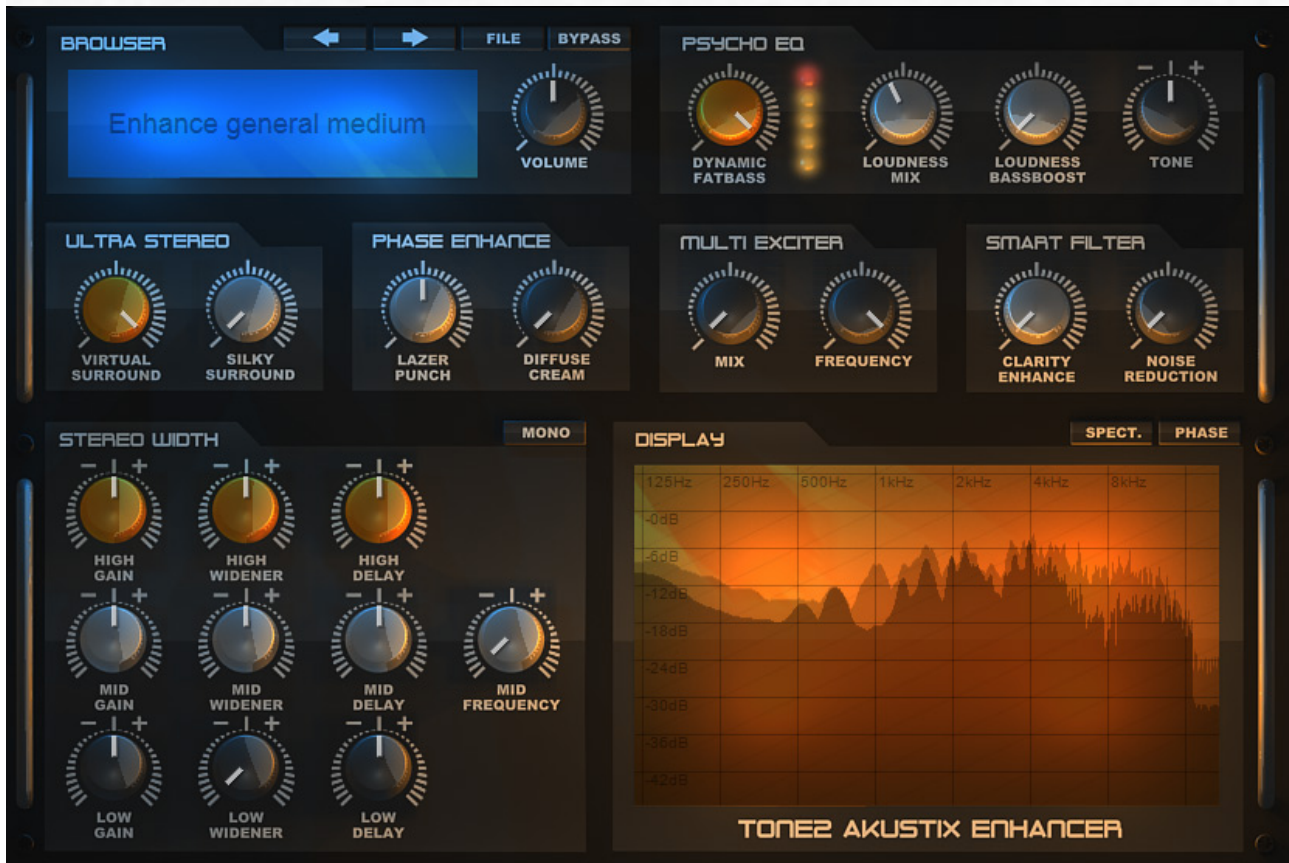 BROWSER
FILE
BYPASS
Enhance general medium
VOLUME
PSYCHO EQ
- +
DYNAMIC
FATBASS
LOUDNESS
MIX
LOUDNESS
BASSBOOST
TONE
ULTRA STEREO
VIRTUAL
SURROUND
SILKY
SURROUND
PHASE ENHANCE
LAZER
PUNCH
DIFFUSE
CREAM
MULTI EXCITER
MIX
FREQUENCY
SMART FILTER
CLARITY
ENHANCE
NOISE
REDUCTION
STEREO WIDTH
MONO
- + - + - +
HIGH
GAIN
HIGH
WIDENER
HIGH
DELAY
- + - + - + - +
MID
GAIN
MID
WIDENER
MID
DELAY
MID
FREQUENCY
- + - + - +
LOW
GAIN
LOW
WIDENER
LOW
DELAY
DISPLAY
SPECT.
PHASE
125Hz 250Hz 500Hz 1kHz 2kHz 4kHz 8kHz
-0dB
-6dB
-12dB
-18dB
-24dB
-30dB
-36dB
-42dB
TONE2 AKUSTIX ENHANCER